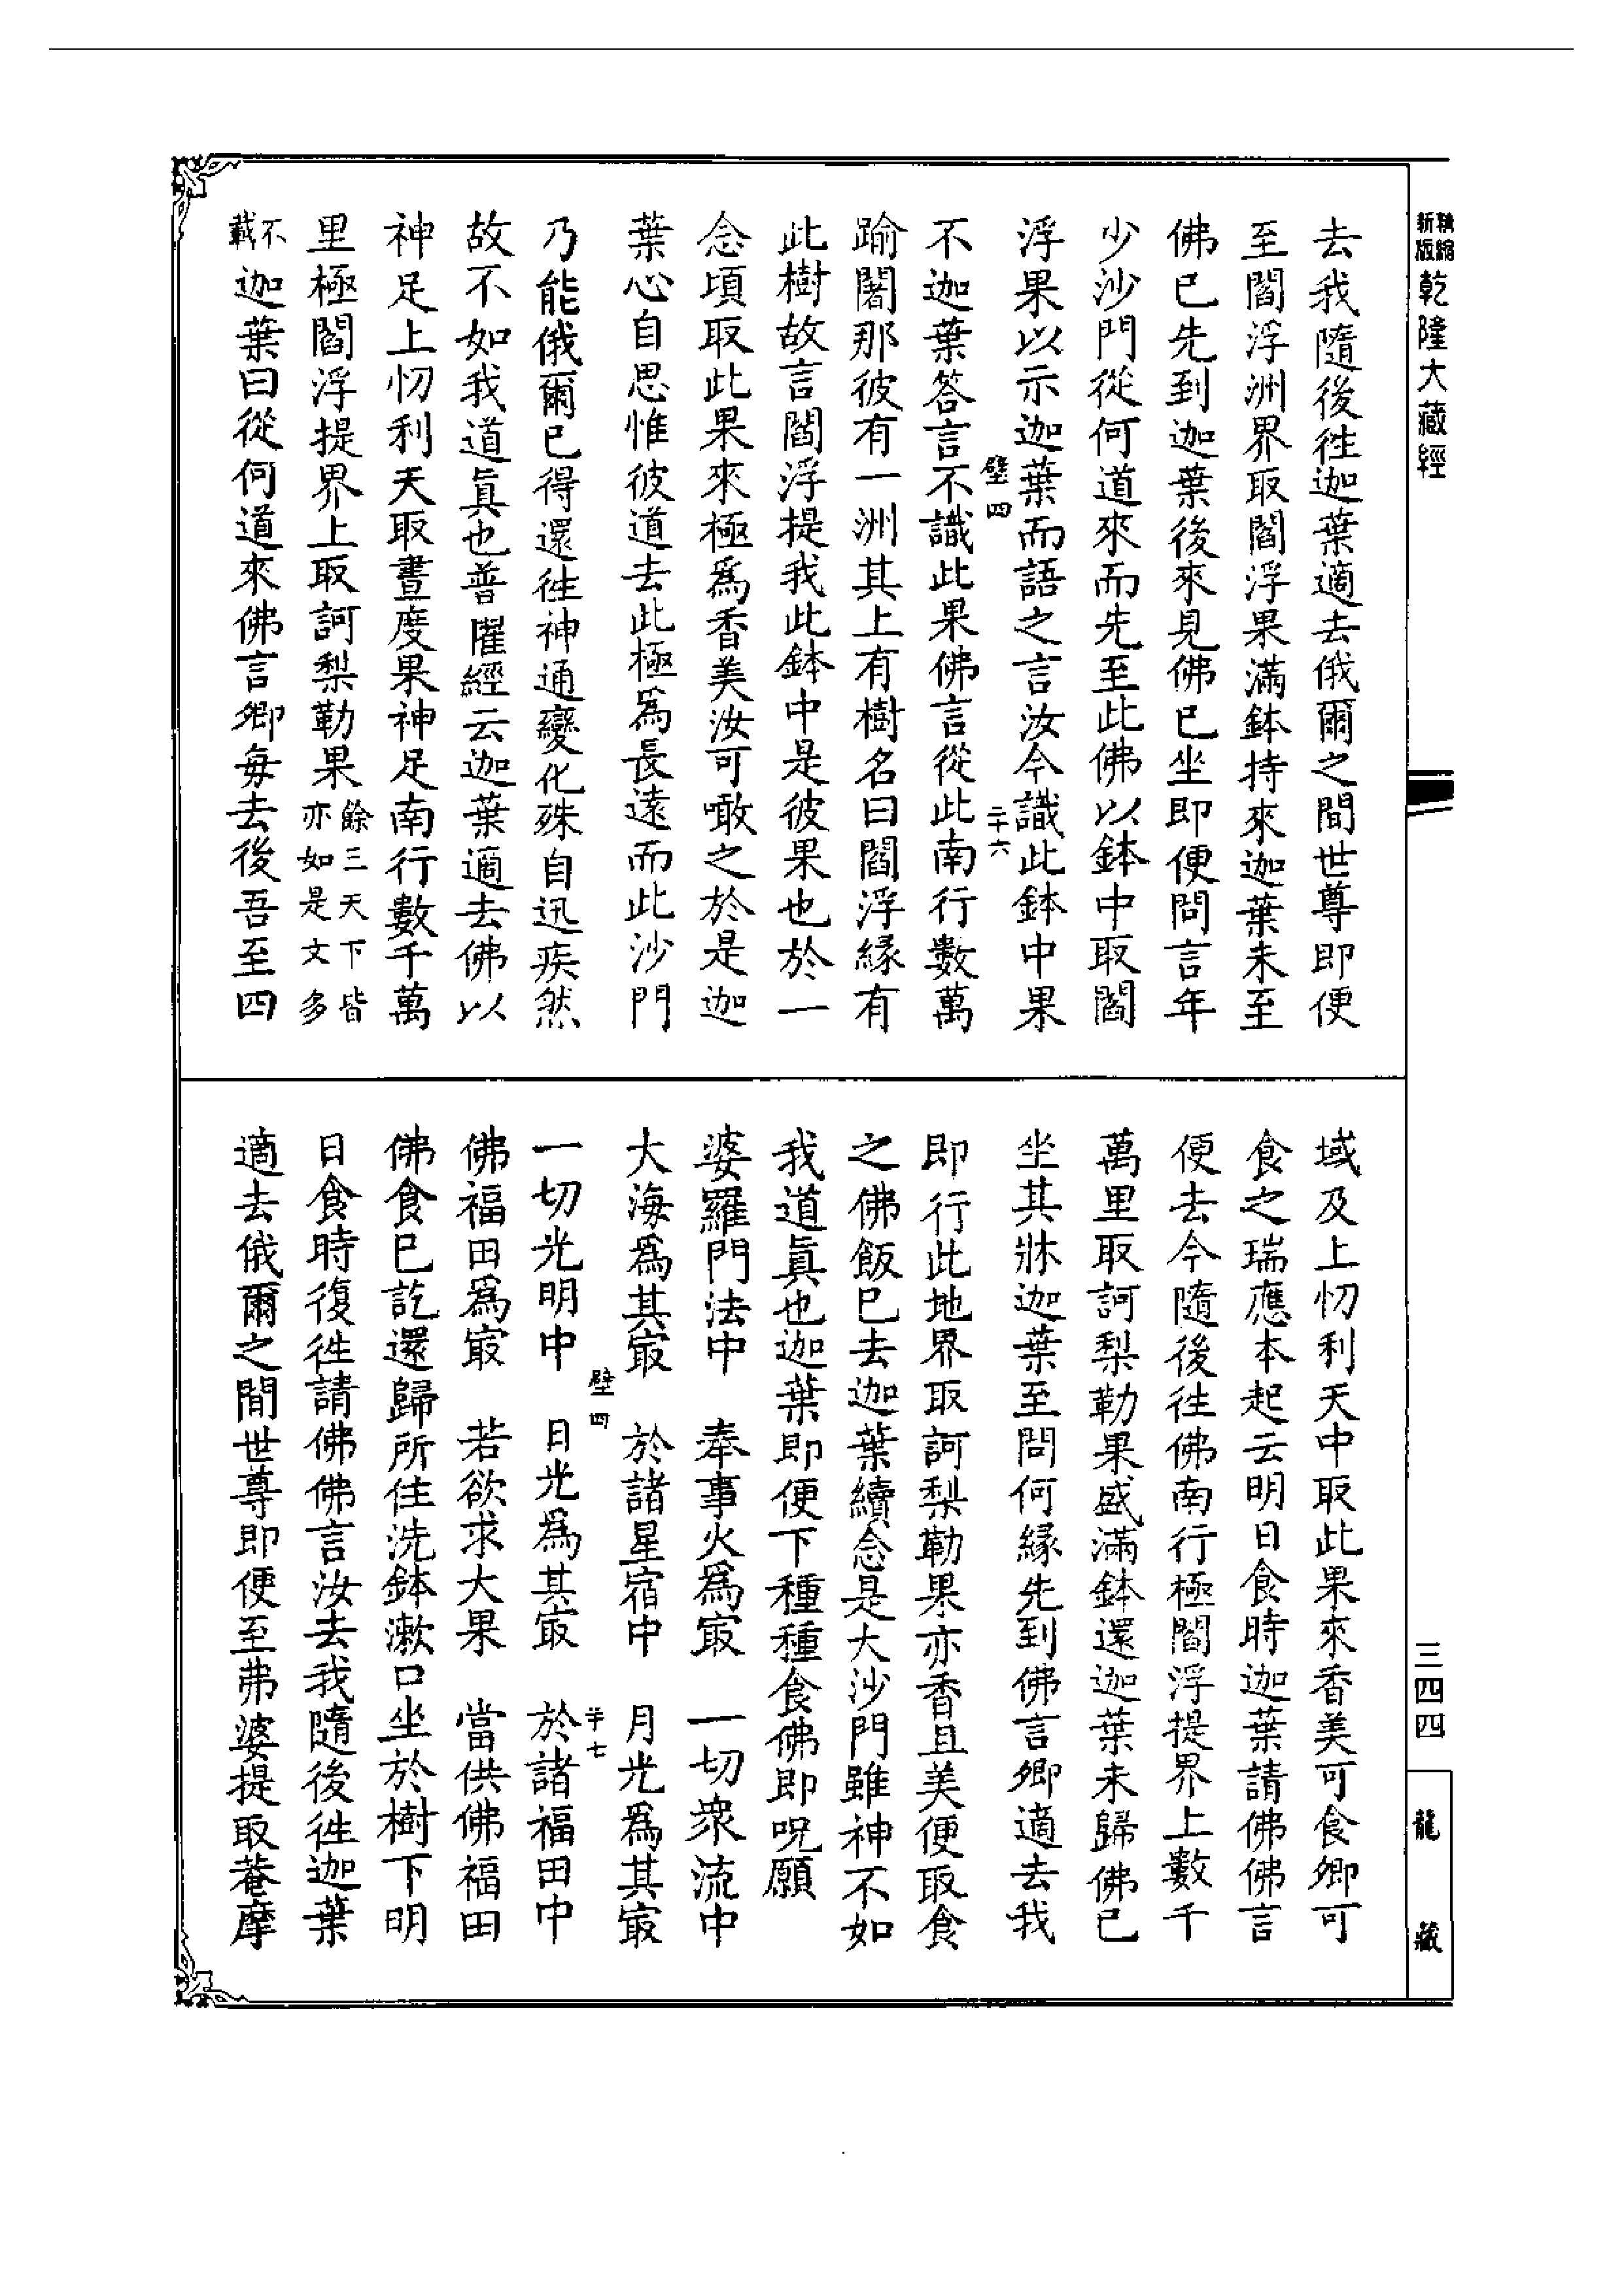 新版精縮乾隆大藏經
去我隨後往迦葉適去俄爾之間世尊即便
至閻浮洲界取閻浮果滿鉢持來迦葉未至
佛已先到迦葉後來見佛已坐即便問言年
少沙門從何道來而先至此佛以鉢中取閻
浮果以示迦葉而語之言汝今識此鉢中果
壁四
二十六
不迦葉答言不識此果佛言從此南行數萬
踰闍那彼有一洲其上有樹名曰閻浮緣有
此樹故言閻浮提我此鉢中是彼果也於一
念頃取此果來極為香美汝可噉之於是迦
葉心自思惟彼道去此極為長遠而此沙門
乃能俄爾已得還往神通變化殊自迅疾然
故不如我道真也普曜經云迦葉適去佛以
神足上忉利天取晝度果神足南行數千萬
里極閻浮提界上取訶梨勒果餘三天下皆亦如是文多
不載迦葉曰從何道來佛言卿每去後吾至四
域及上忉利天中取此果來香美可食卿可
食之瑞應本起云明日食時迦葉請佛佛言
便去今隨後往佛南行極閻浮提界上數千
萬里取訶梨勒果盛滿鉢還迦葉未歸佛已
坐其牀迦葉至問何緣先到佛言卿適去我
即行此地界取訶梨勒果亦香且美便取食
之佛飯已去迦葉續念是大沙門雖神不如
我道真也迦葉即便下種種食佛即呪願
婆羅門法中　奉事火為㝡　一切眾流中
大海為其㝡　於諸星宿中　月光為其㝡
壁四
二十七
一切光明中　日光為其㝡　於諸福田中
佛福田為㝡　若欲求大果　當供佛福田
佛食已訖還歸所住洗鉢漱口坐於樹下明
日食時復往請佛佛言汝去我隨後往迦葉
適去俄爾之間世尊即便至弗婆提取菴摩
三四四
龍藏